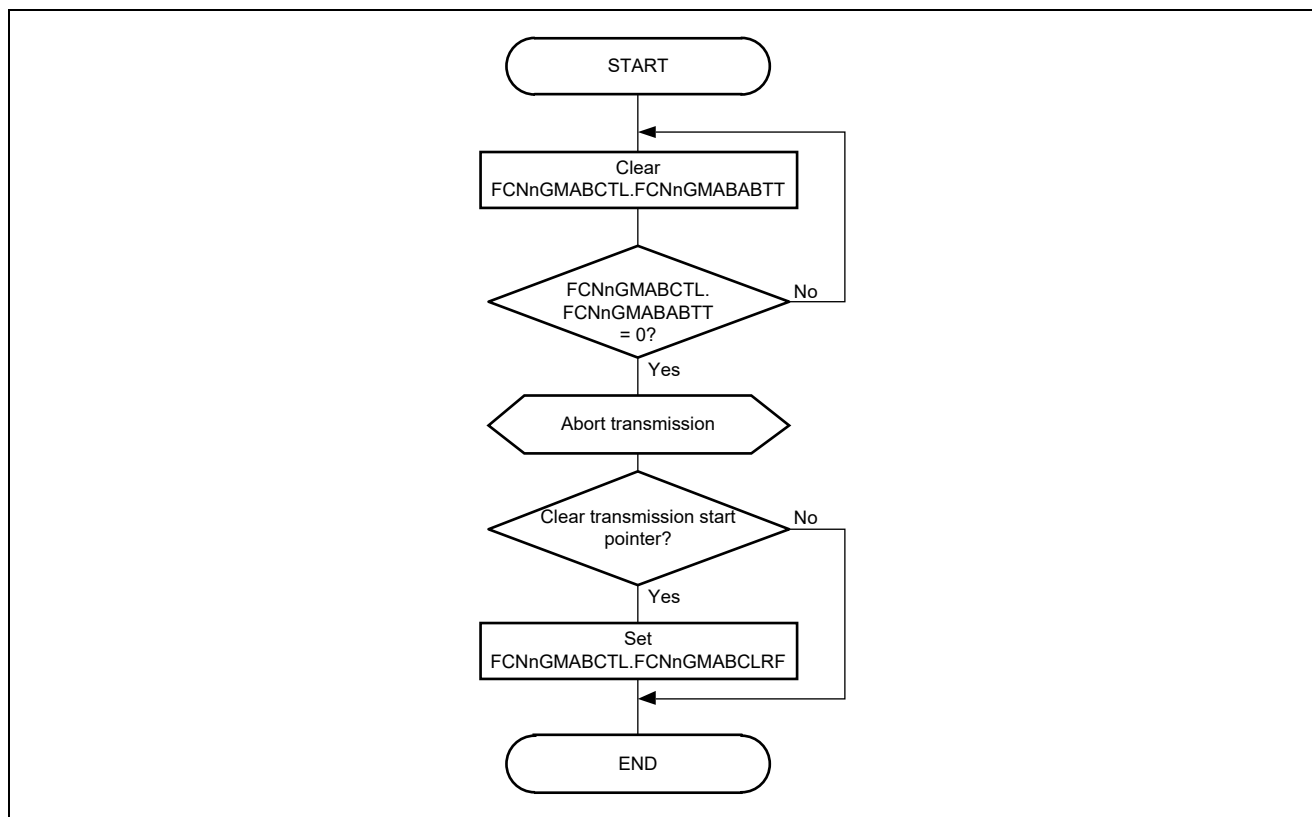 START
Clear
FCNnGMABCTL.FCNnGMABABTT
FCNnGMABCTL.
FCNnGMABABTT
= 0?
No
Yes
Abort transmission
Clear transmission start
pointer?
No
Yes
Set
FCNnGMABCTL.FCNnGMABCLRF
END